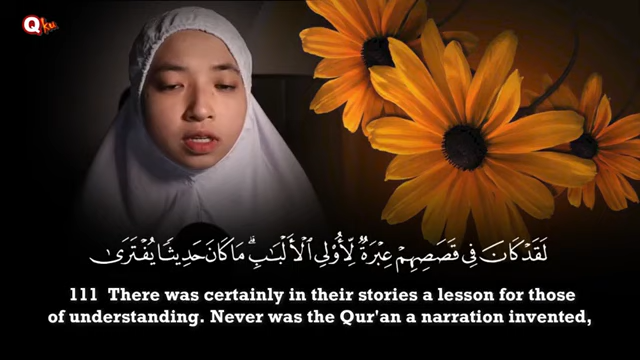 Qku
لَقَدْ كَانَ فِي قَصَصِهِمْ عِبْرَةٌ لِّأُوْلِي ٱلْأَلْبَٰبِ ۗ مَا كَانَ حَدِيثًا يُفْتَرَىٰ
111 There was certainly in their stories a lesson for those
of understanding. Never was the Qur'an a narration invented,